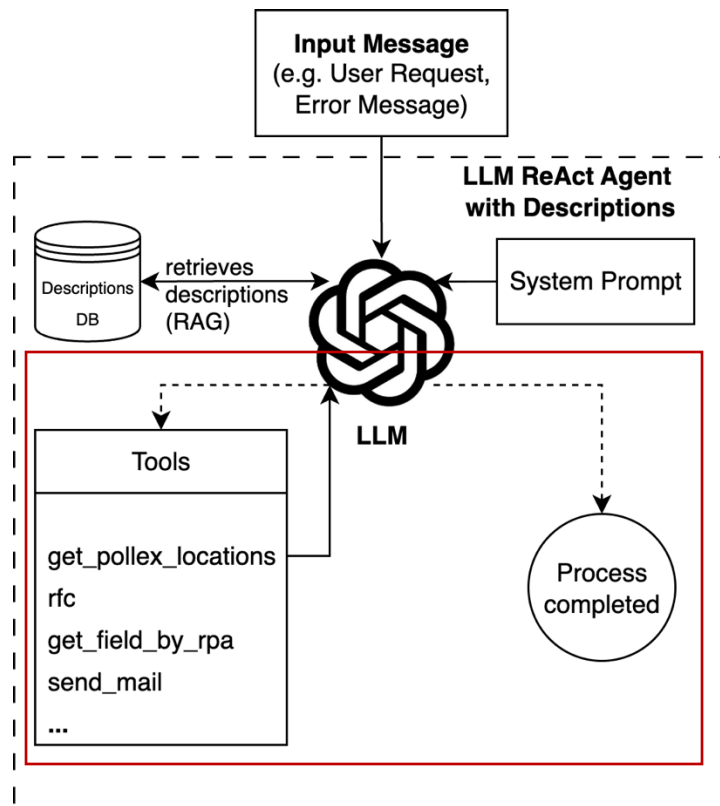 Input Message
(e.g. User Request,
Error Message)
LLM ReAct Agent
with Descriptions
Descriptions
DB
retrieves
descriptions
(RAG)
System Prompt
LLM
Tools
get_pollex_locations
rfc
get_field_by_rpa
send_mail
...
Process
completed